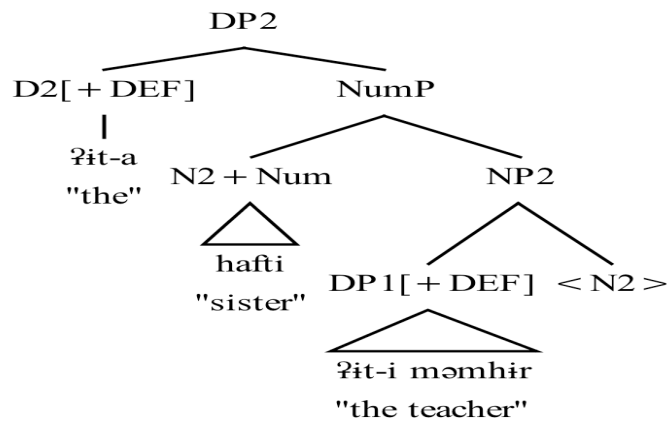 DP2
D2[+DEF] NumP
ʔɨt-a
"the"
N2 + Num NP2
hafti
"sister"
DP1[+DEF] < N2 >
ʔɨt-i məmhɨr
"the teacher"